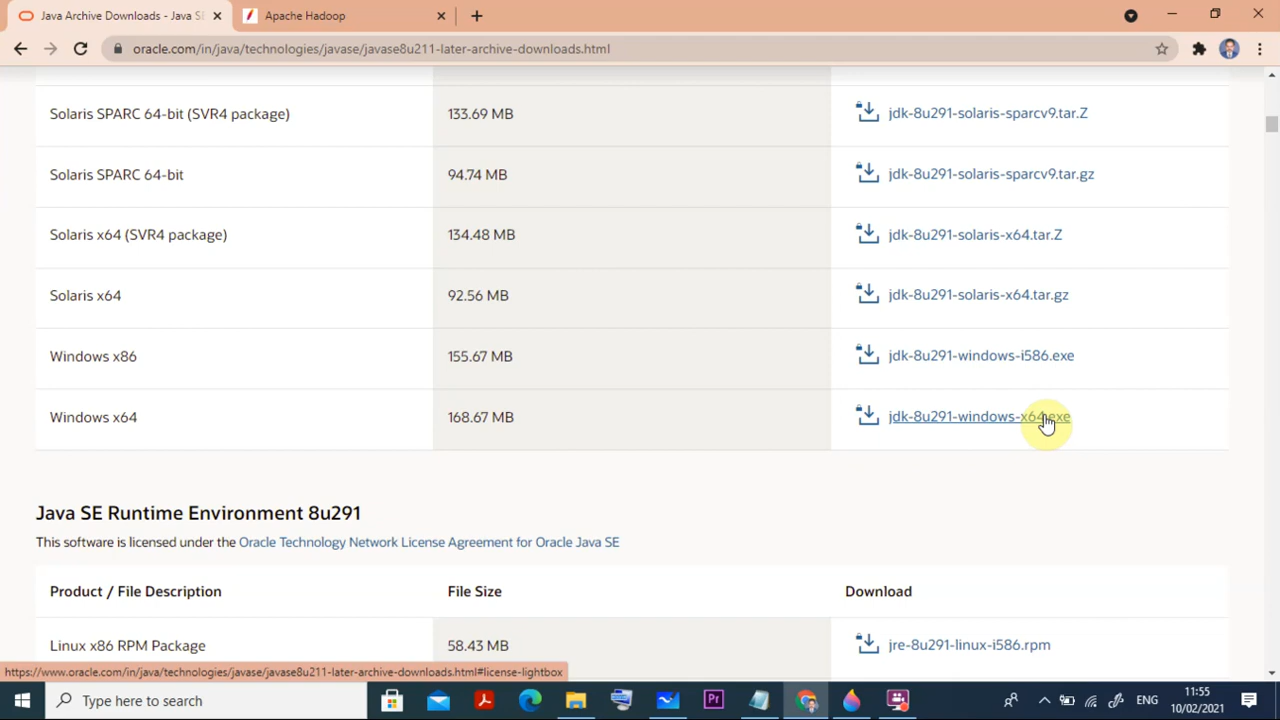 Java Archive Downloads - Java SE
Apache Hadoop
oracle.com/in/java/technologies/javase/javase8u211-later-archive-downloads.html
Solaris SPARC 64-bit (SVR4 package) 133.69 MB jdk-8u291-solaris-sparcv9.tar.Z
Solaris SPARC 64-bit 94.74 MB jdk-8u291-solaris-sparcv9.tar.gz
Solaris x64 (SVR4 package) 134.48 MB jdk-8u291-solaris-x64.tar.Z
Solaris x64 92.56 MB jdk-8u291-solaris-x64.tar.gz
Windows x86 155.67 MB jdk-8u291-windows-i586.exe
Windows x64 168.67 MB jdk-8u291-windows-x64.exe
Java SE Runtime Environment 8u291
This software is licensed under the Oracle Technology Network License Agreement for Oracle Java SE
Product / File Description File Size Download
Linux x86 RPM Package 58.43 MB jre-8u291-linux-i586.rpm
https://www.oracle.com/in/java/technologies/javase/javase8u211-later-archive-downloads.html#license-lightbox
Type here to search
Pr
ENG
11:55
10/02/2021